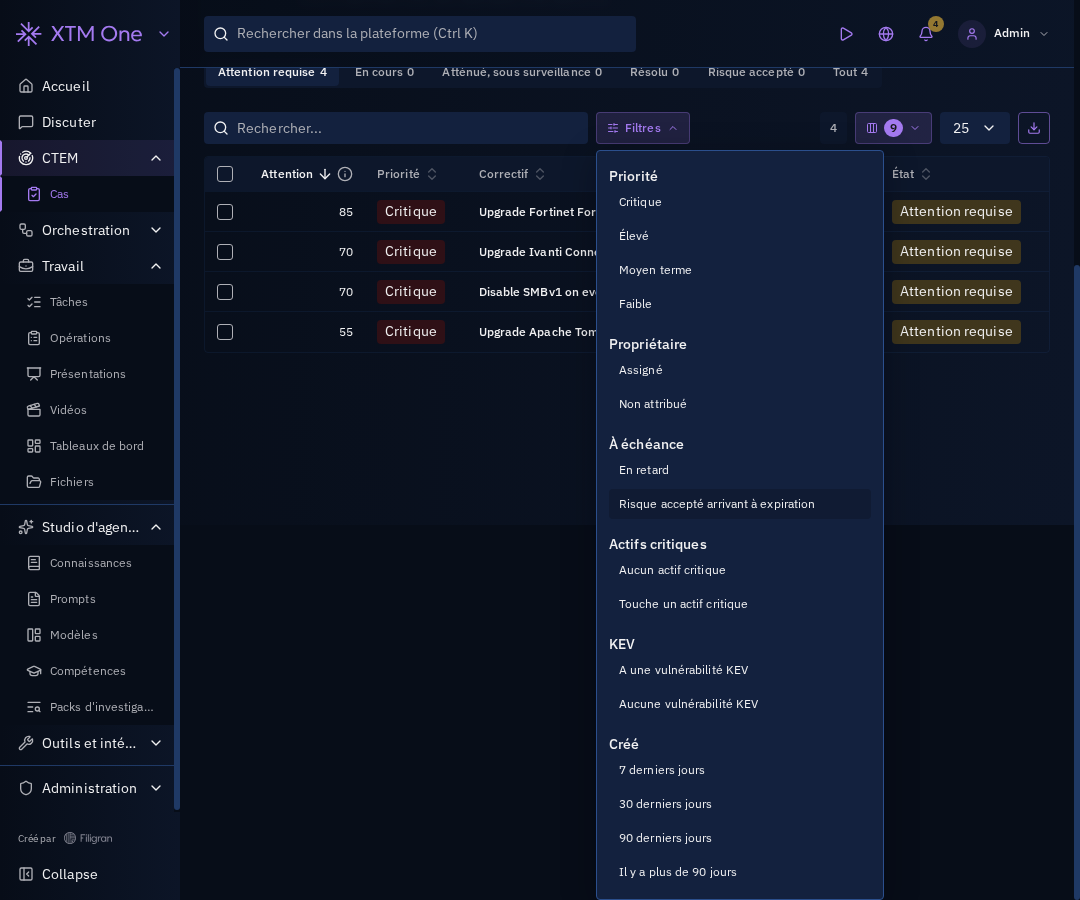 XTM One
Rechercher dans la plateforme (Ctrl K)
4
Admin
Accueil
Discuter
CTEM
Cas
Orchestration
Travail
Tâches
Opérations
Présentations
Vidéos
Tableaux de bord
Fichiers
Studio d'agen...
Connaissances
Prompts
Modèles
Compétences
Packs d'investiga...
Outils et inté...
Administration
Créé par Filigran
Collapse
Attention requise 4 En cours 0 Atténué, sous surveillance 0 Résolu 0 Risque accepté 0 Tout 4
Rechercher... Filtres 4 9 25
Attention Priorité Correctif État
85 Critique Upgrade Fortinet For Attention requise
70 Critique Upgrade Ivanti Conne Attention requise
70 Critique Disable SMBv1 on eve Attention requise
55 Critique Upgrade Apache Tom Attention requise
Priorité
Critique
Élevé
Moyen terme
Faible
Propriétaire
Assigné
Non attribué
À échéance
En retard
Risque accepté arrivant à expiration
Actifs critiques
Aucun actif critique
Touche un actif critique
KEV
A une vulnérabilité KEV
Aucune vulnérabilité KEV
Créé
7 derniers jours
30 derniers jours
90 derniers jours
Il y a plus de 90 jours